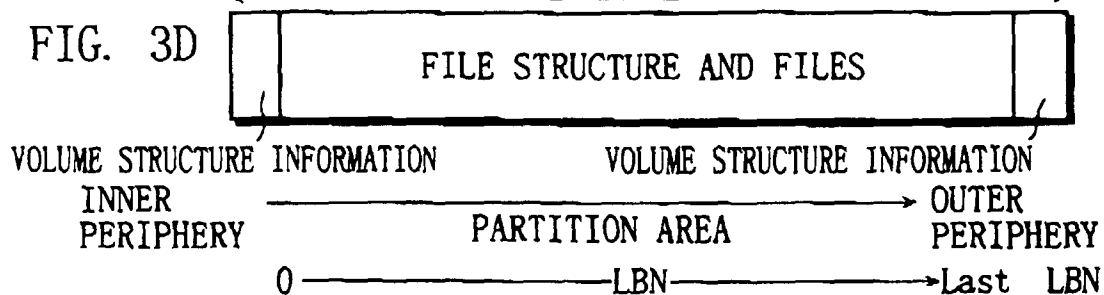 FIG. 3D
FILE STRUCTURE AND FILES
VOLUME STRUCTURE INFORMATION
VOLUME STRUCTURE INFORMATION
INNER PERIPHERY
PARTITION AREA
OUTER PERIPHERY
0 LBN Last LBN